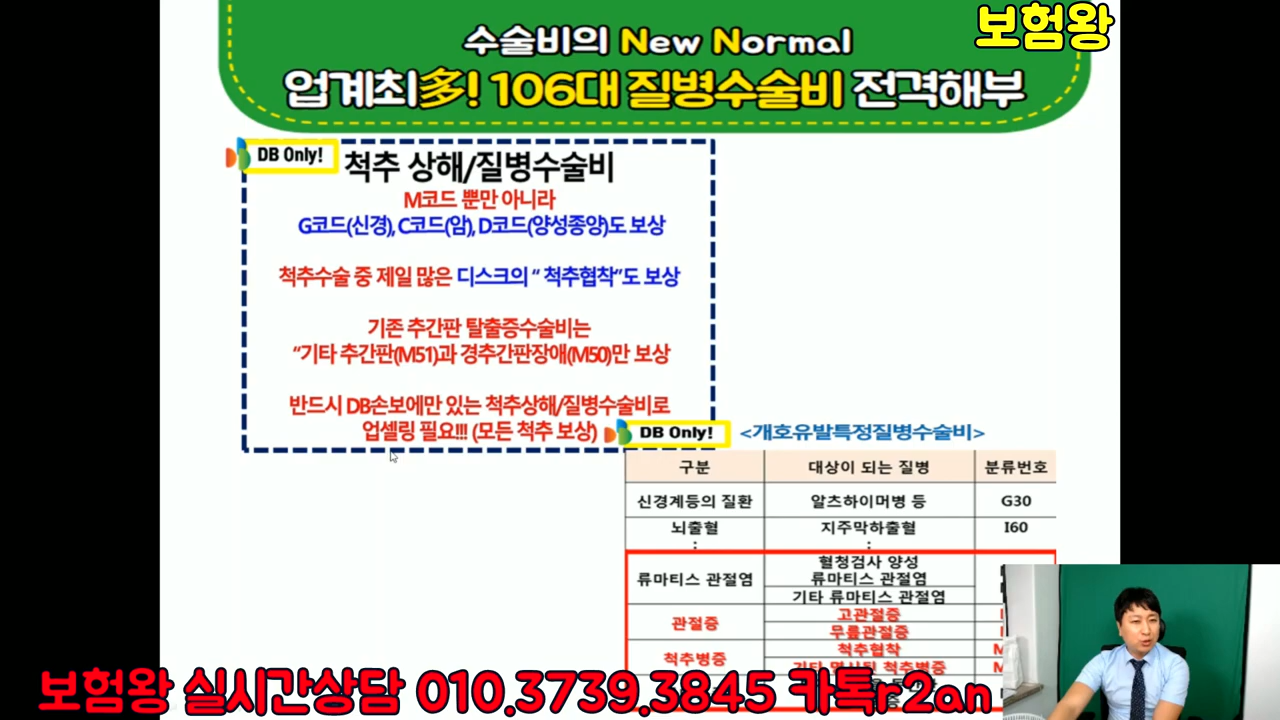 보험왕
수술비의 New Normal
업계최多! 106대 질병수술비 전격해부
DB Only!
척추 상해/질병수술비
M코드 뿐만 아니라
G코드(신경), C코드(암), D코드(양성종양)도 보상
척추수술 중 제일 많은 디스크의 “ 척추협착”도 보상
기존 추간판 탈출증수술비는
“기타 추간판(M51)과 경추간판장애(M50)만 보상
반드시 DB손보에만 있는 척추상해/질병수술비로
업셀링 필요!!! (모든 척추 보상)
DB Only!
<개호유발특정질병수술비>
구분 대상이 되는 질병 분류번호
신경계등의 질환 알츠하이머병 등 G30
뇌출혈 지주막하출혈 I60
: :
류마티스 관절염
혈청검사 양성
류마티스 관절염
기타 류마티스 관절염
관절증
고관절증
무릎관절증
척추병증
척추협착
기타 명시된 척추병증
보험왕 실시간상담 010.3739.3845 카톡r2an